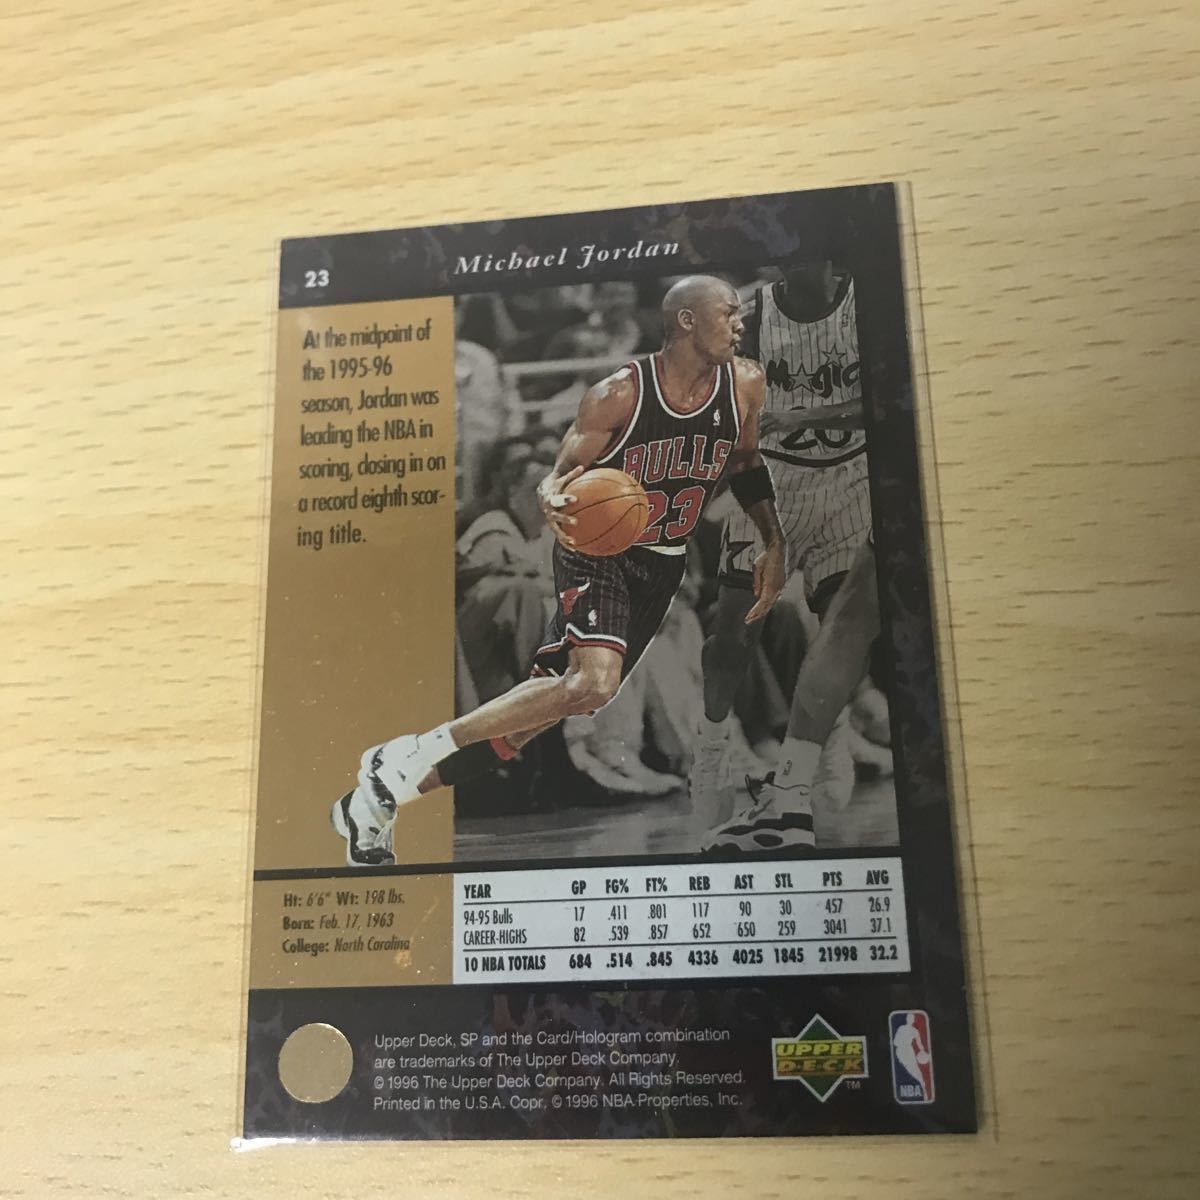 23
Michael Jordan
At the midpoint of
the 1995-96
season, Jordan was
leading the NBA in
scoring, closing in on
a record eighth scor-
ing title.
Magic
20
BULLS
23
Ht: 6'6" Wt: 198 lbs.
Born: Feb. 17, 1963
College: North Carolina
YEAR GP FG% FT% REB AST STL PTS AVG
94-95 Bulls 17 .411 .801 117 90 30 457 26.9
CAREER-HIGHS 82 .539 .857 652 650 259 3041 37.1
10 NBA TOTALS 684 .514 .845 4336 4025 1845 21998 32.2
Upper Deck, SP and the Card/Hologram combination
are trademarks of The Upper Deck Company.
© 1996 The Upper Deck Company. All Rights Reserved.
Printed in the U.S.A. Copr. © 1996 NBA Properties, Inc.
UPPER
DECK
TM
NBA